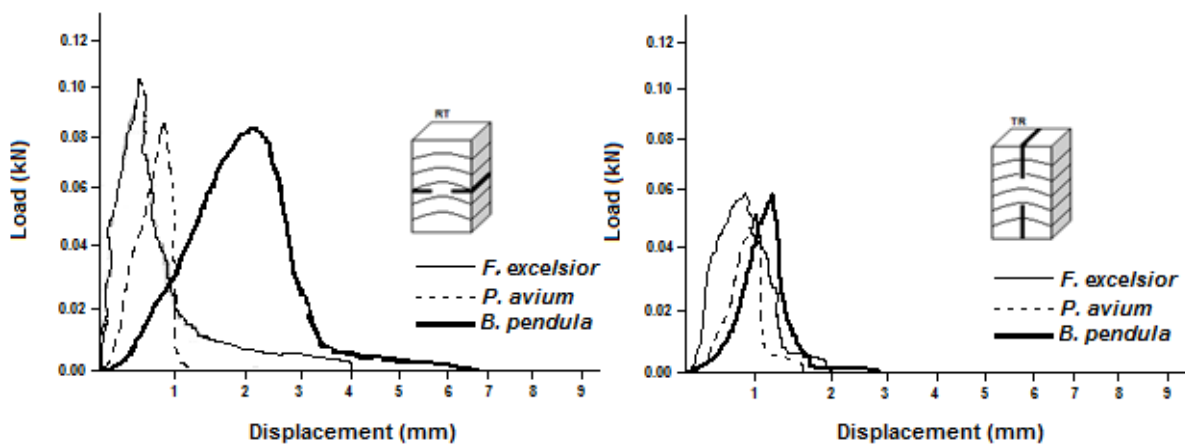 0.12
0.10
0.08
0.06
0.04
0.02
0.00
Load (kN)
RT
F. excelsior
P. avium
B. pendula
1 2 3 4 5 6 7 8 9
Displacement (mm)
0.12
0.10
0.08
0.06
0.04
0.02
0.00
Load (kN)
TR
F. excelsior
P. avium
B. pendula
1 2 3 4 5 6 7 8 9
Displacement (mm)